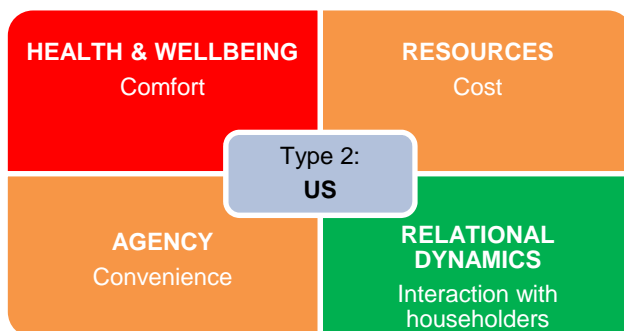 HEALTH & WELLBEING
Comfort
RESOURCES
Cost
Type 2:
US
AGENCY
Convenience
RELATIONAL
DYNAMICS
Interaction with
householders